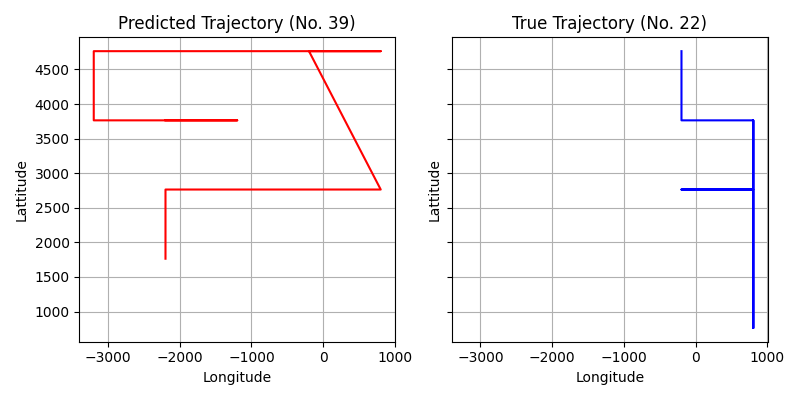 Predicted Trajectory (No. 39)
True Trajectory (No. 22)
Lattitude
4500
4000
3500
3000
2500
2000
1500
1000
−3000 −2000 −1000 0 1000
Longitude
Lattitude
−3000 −2000 −1000 0 1000
Longitude